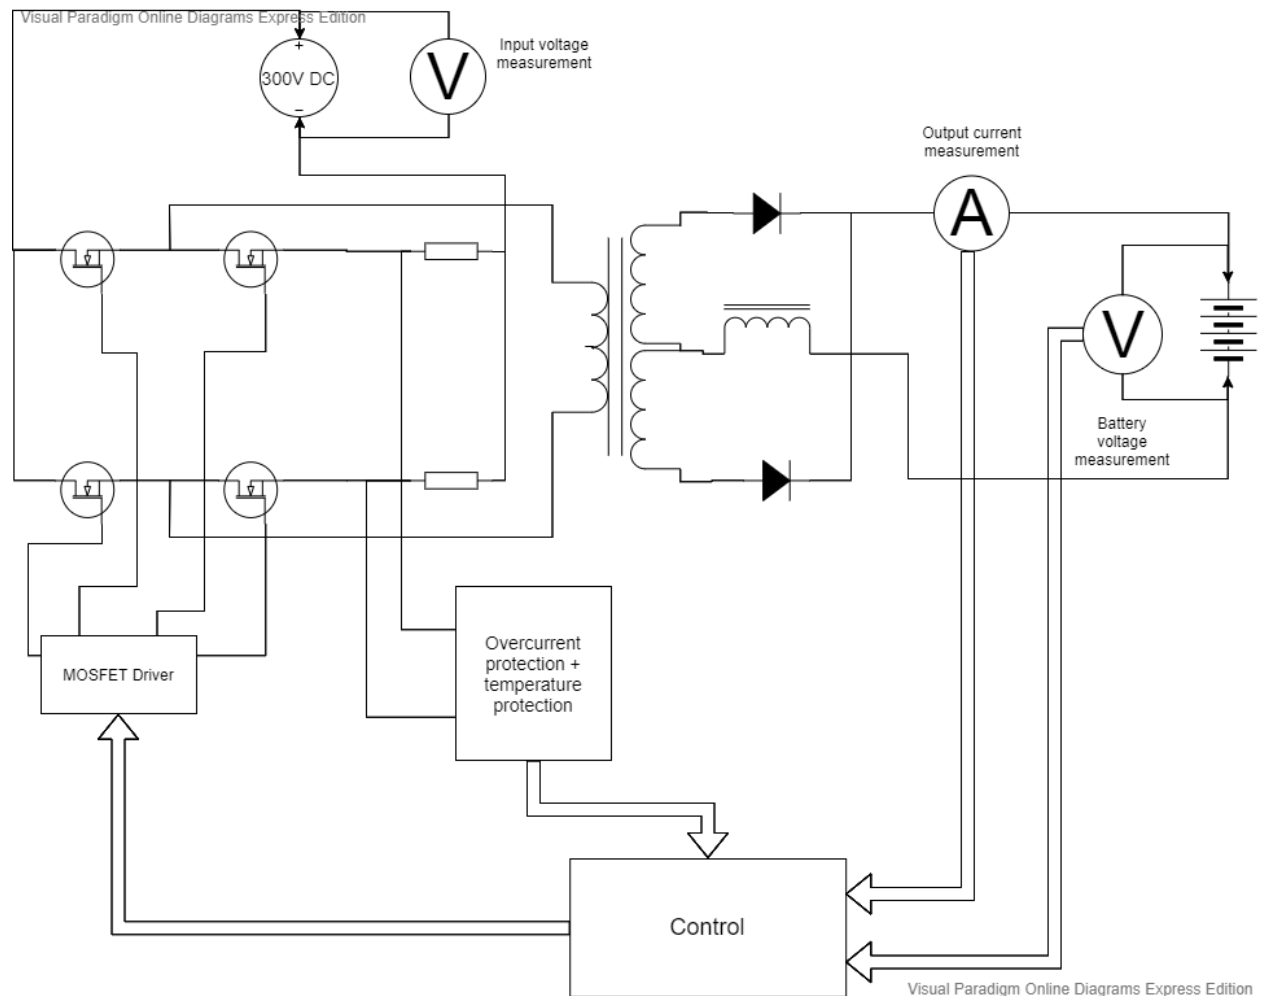 Visual Paradigm Online Diagrams Express Edition
+
300V DC
−
V
Input voltage
measurement
Output current
measurement
A
V
Battery
voltage
measurement
MOSFET Driver
Overcurrent
protection +
temperature
protection
Control
Visual Paradigm Online Diagrams Express Edition